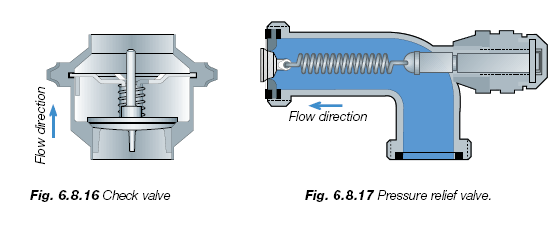 Flow direction
Flow direction
Fig. 6.8.16 Check valve
Fig. 6.8.17 Pressure relief valve.